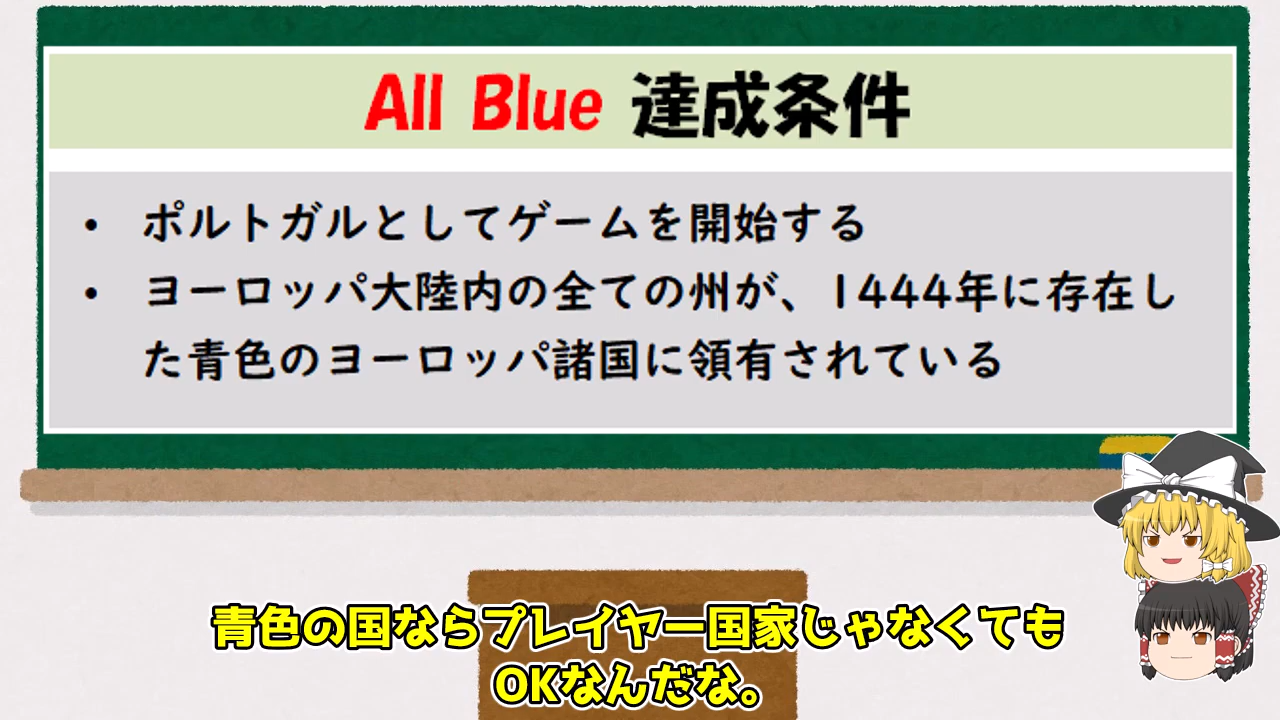 All Blue 達成条件
• ポルトガルとしてゲームを開始する
• ヨーロッパ大陸内の全ての州が、1444年に存在し
た青色のヨーロッパ諸国に領有されている
青色の国ならプレイヤー国家じゃなくても
OKなんだな。